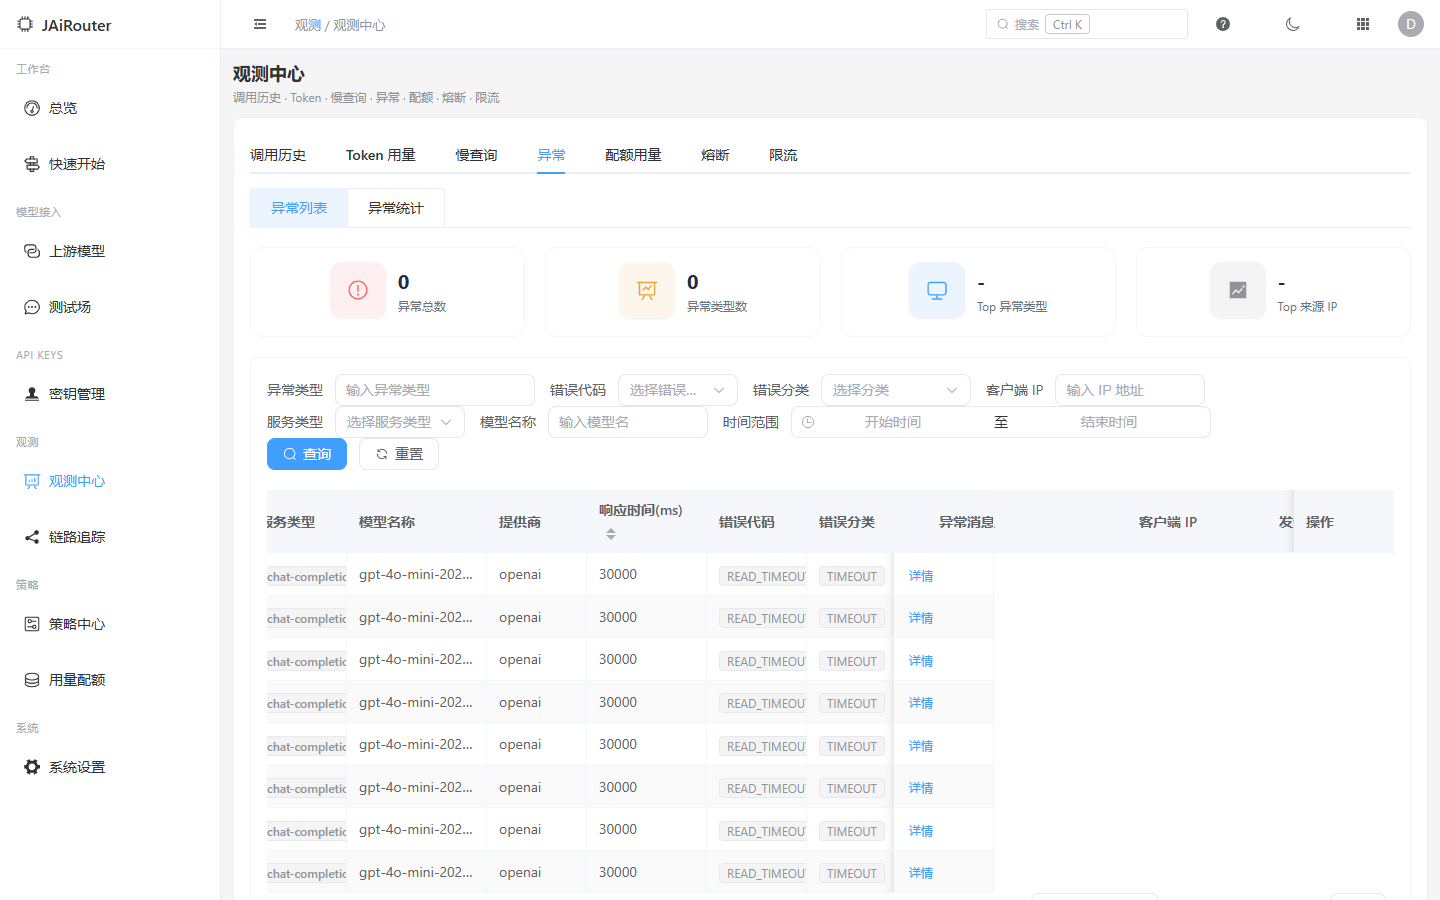 JAiRouter
观测 / 观测中心
搜索 Ctrl K
D
工作台
总览
快速开始
模型接入
上游模型
测试场
API KEYS
密钥管理
观测
观测中心
链路追踪
策略
策略中心
用量配额
系统
系统设置
观测中心
调用历史 · Token · 慢查询 · 异常 · 配额 · 熔断 · 限流
调用历史 Token 用量 慢查询 异常 配额用量 熔断 限流
异常列表 异常统计
0
异常总数
0
异常类型数
-
Top 异常类型
-
Top 来源 IP
异常类型 输入异常类型 错误代码 选择错误... 错误分类 选择分类 客户端 IP 输入 IP 地址
服务类型 选择服务类型 模型名称 输入模型名 时间范围 开始时间 至 结束时间
查询 重置
服务类型 模型名称 提供商 响应时间(ms) 错误代码 错误分类 异常消息 客户端 IP 发 操作
chat-completic gpt-4o-mini-202... openai 30000 READ_TIMEOU TIMEOUT 详情
chat-completic gpt-4o-mini-202... openai 30000 READ_TIMEOU TIMEOUT 详情
chat-completic gpt-4o-mini-202... openai 30000 READ_TIMEOU TIMEOUT 详情
chat-completic gpt-4o-mini-202... openai 30000 READ_TIMEOU TIMEOUT 详情
chat-completic gpt-4o-mini-202... openai 30000 READ_TIMEOU TIMEOUT 详情
chat-completic gpt-4o-mini-202... openai 30000 READ_TIMEOU TIMEOUT 详情
chat-completic gpt-4o-mini-202... openai 30000 READ_TIMEOU TIMEOUT 详情
chat-completic gpt-4o-mini-202... openai 30000 READ_TIMEOU TIMEOUT 详情